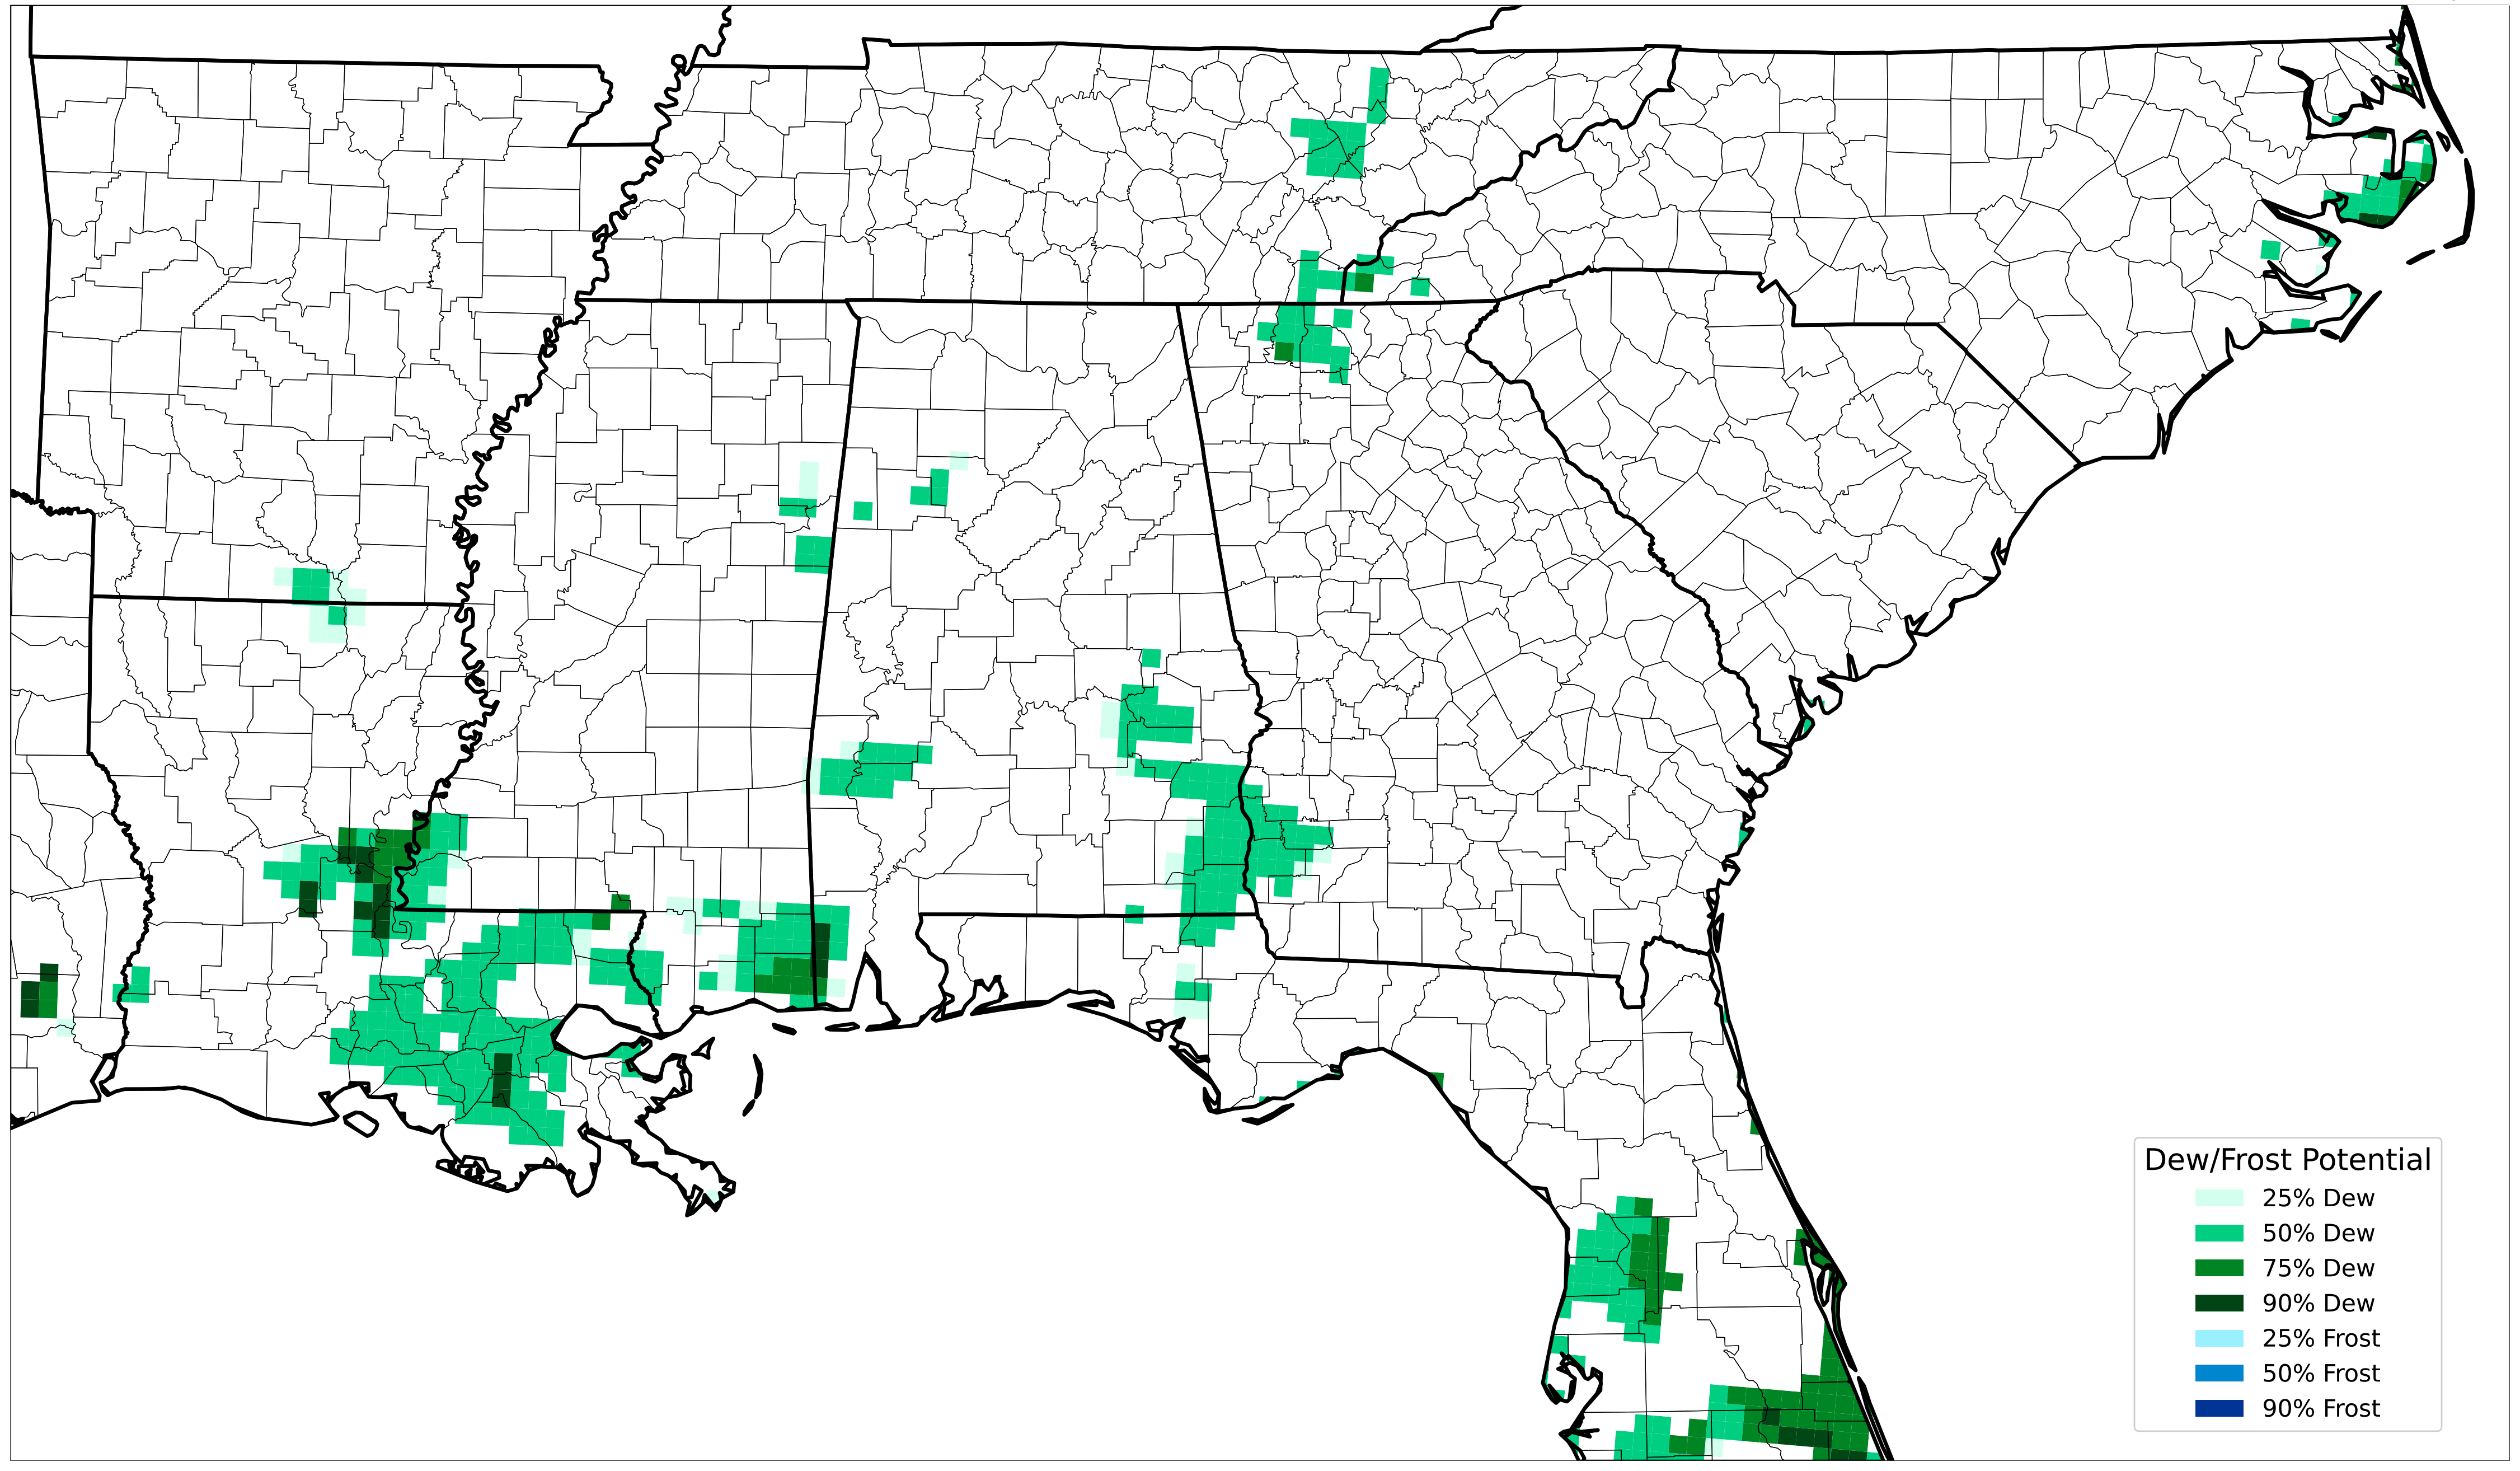 Dew/Frost Potential
25% Dew
50% Dew
75% Dew
90% Dew
25% Frost
50% Frost
90% Frost